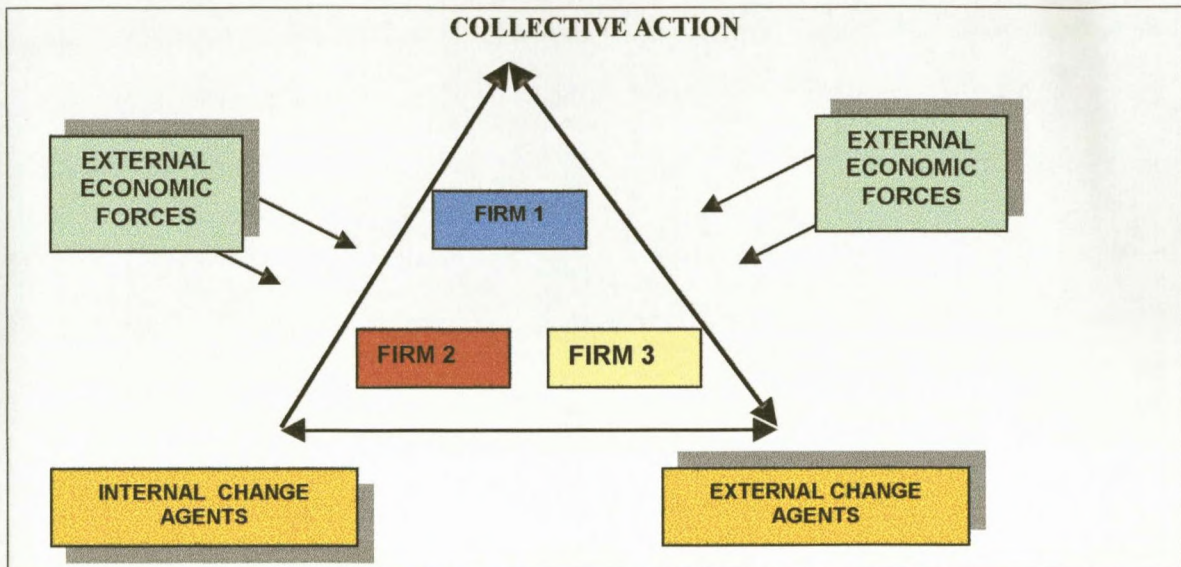 COLLECTIVE ACTION
EXTERNAL
ECONOMIC
FORCES
EXTERNAL
ECONOMIC
FORCES
FIRM 1
FIRM 2
FIRM 3
INTERNAL CHANGE
AGENTS
EXTERNAL CHANGE
AGENTS